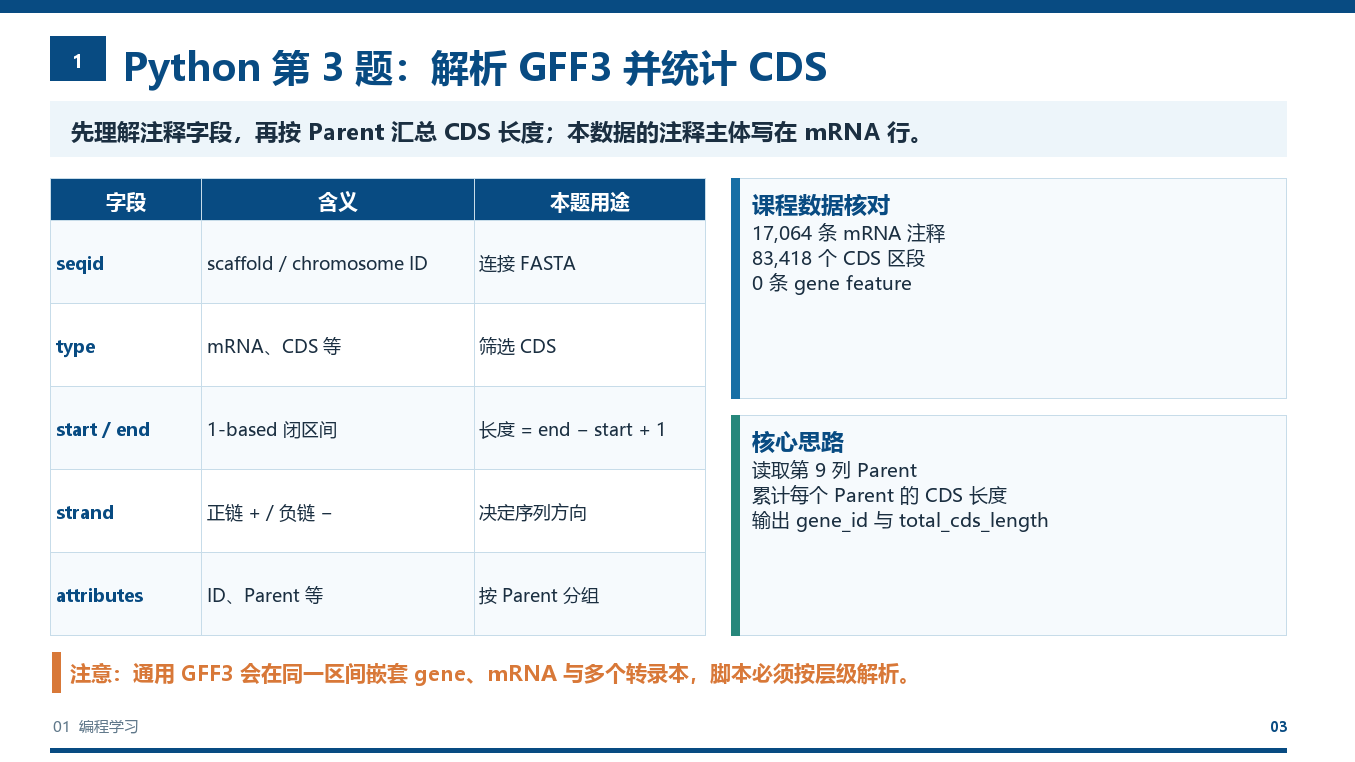 1
Python 第 3 题：解析 GFF3 并统计 CDS
先理解注释字段，再按 Parent 汇总 CDS 长度；本数据的注释主体写在 mRNA 行。
字段 含义 本题用途
seqid scaffold / chromosome ID 连接 FASTA
type mRNA、CDS 等 筛选 CDS
start / end 1-based 闭区间 长度 = end − start + 1
strand 正链 + / 负链 − 决定序列方向
attributes ID、Parent 等 按 Parent 分组
课程数据核对
17,064 条 mRNA 注释
83,418 个 CDS 区段
0 条 gene feature
核心思路
读取第 9 列 Parent
累计每个 Parent 的 CDS 长度
输出 gene_id 与 total_cds_length
注意：通用 GFF3 会在同一区间嵌套 gene、mRNA 与多个转录本，脚本必须按层级解析。
01 编程学习
03